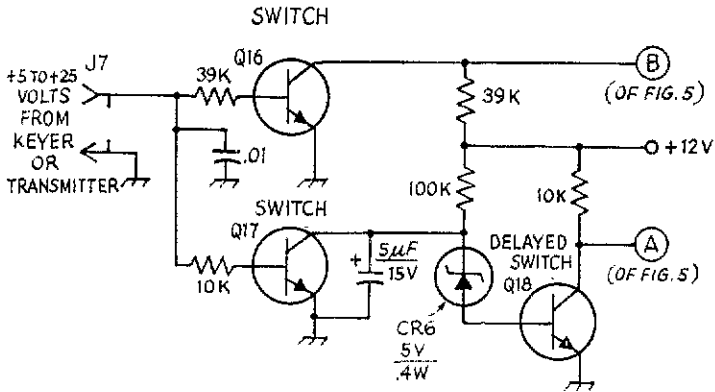 SWITCH
+5 TO +25
VOLTS
FROM
KEYER
OR
TRANSMITTER
J7
39K
Q16
.01
39K
B
(OF FIG. 5)
+12V
100K
10K
SWITCH
Q17
10K
+
5µF
15V
DELAYED
SWITCH
Q18
A
(OF FIG. 5)
CR6
5V
.4W